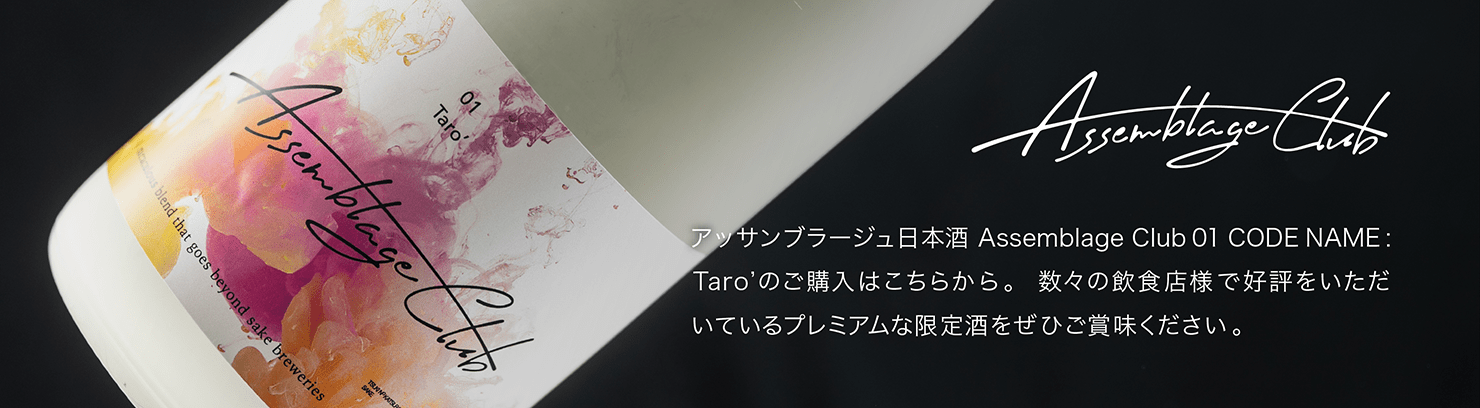 01
Taro’
Assemblage Club
blend that goes beyond sake breweries
SAKE
Assemblage Club
アッサンブラージュ日本酒 Assemblage Club 01 CODE NAME:
Taro’のご購入はこちらから。 数々の飲食店様で好評をいただ
いているプレミアムな限定酒をぜひご賞味ください。